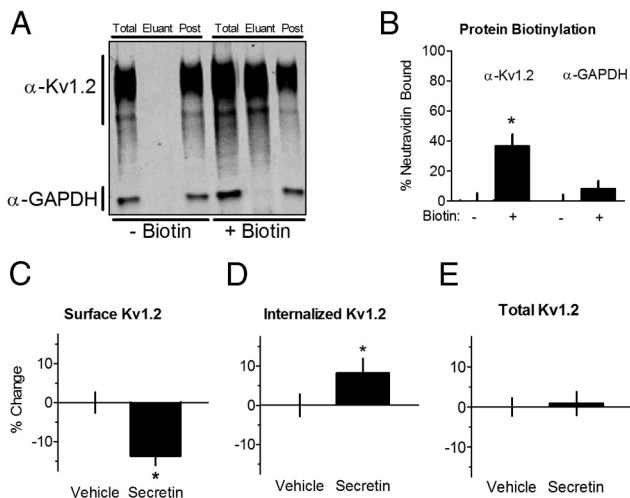 A
Total Eluant Post Total Eluant Post
α-Kv1.2
α-GAPDH
- Biotin + Biotin
B
Protein Biotinylation
% Neutravidin Bound
100
80
60
40
20
0
α-Kv1.2 α-GAPDH
*
Biotin: - + - +
C
Surface Kv1.2
% Change
10
0
-10
*
Vehicle Secretin
D
Internalized Kv1.2
10
0
-10
*
Vehicle Secretin
E
Total Kv1.2
10
0
-10
Vehicle Secretin